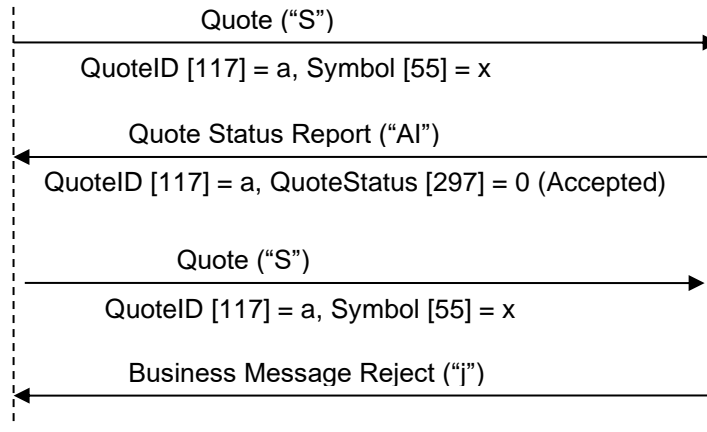 Quote (“S”)
QuoteID [117] = a, Symbol [55] = x
Quote Status Report (“AI”)
QuoteID [117] = a, QuoteStatus [297] = 0 (Accepted)
Quote (“S”)
QuoteID [117] = a, Symbol [55] = x
Business Message Reject (“j”)